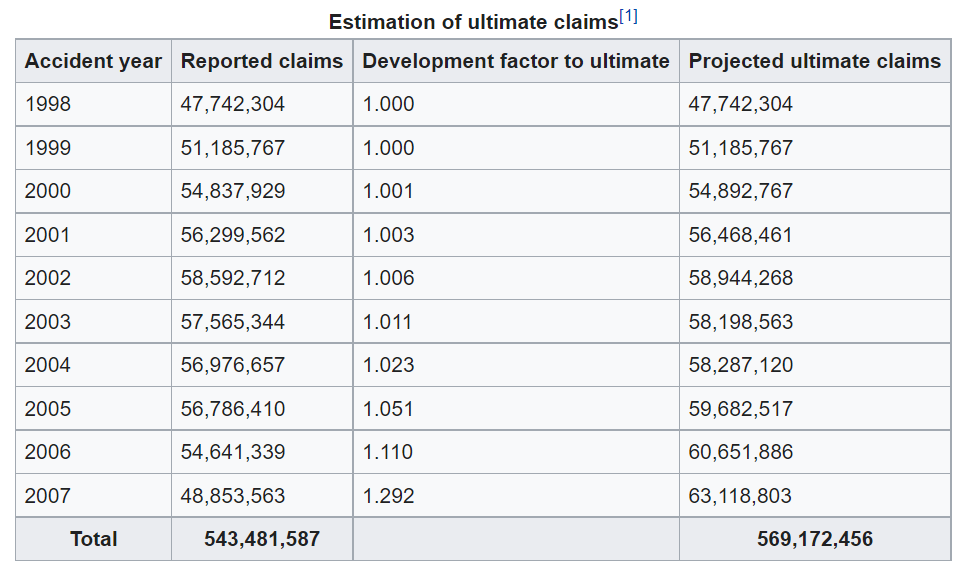 Estimation of ultimate claims[1]
Accident year Reported claims Development factor to ultimate Projected ultimate claims
1998 47,742,304 1.000 47,742,304
1999 51,185,767 1.000 51,185,767
2000 54,837,929 1.001 54,892,767
2001 56,299,562 1.003 56,468,461
2002 58,592,712 1.006 58,944,268
2003 57,565,344 1.011 58,198,563
2004 56,976,657 1.023 58,287,120
2005 56,786,410 1.051 59,682,517
2006 54,641,339 1.110 60,651,886
2007 48,853,563 1.292 63,118,803
Total 543,481,587 569,172,456